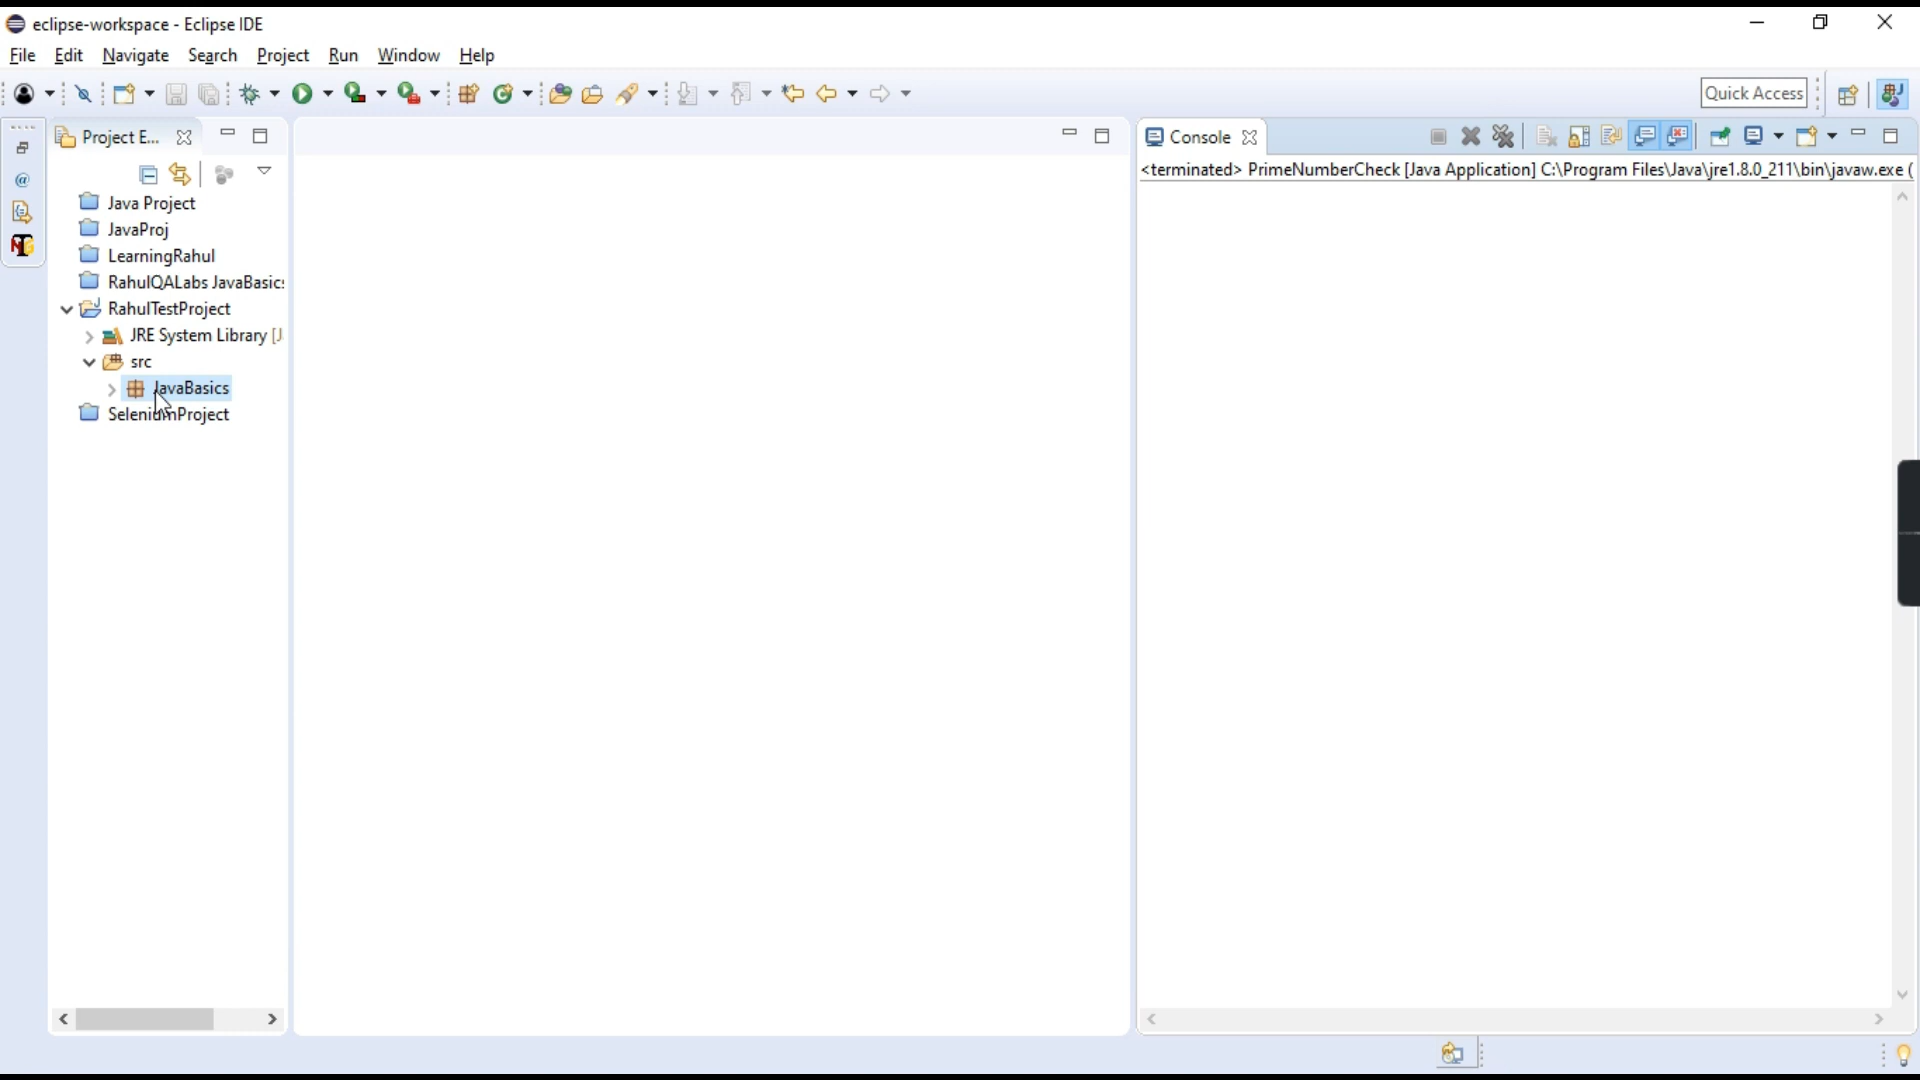 eclipse-workspace - Eclipse IDE
File Edit Navigate Search Project Run Window Help
Quick Access
Project E...
Java Project
JavaProj
LearningRahul
RahulQALabs JavaBasics
RahulTestProject
JRE System Library [J
src
JavaBasics
SeleniumProject
Console
<terminated> PrimeNumberCheck [Java Application] C:\Program Files\Java\jre1.8.0_211\bin\javaw.exe (